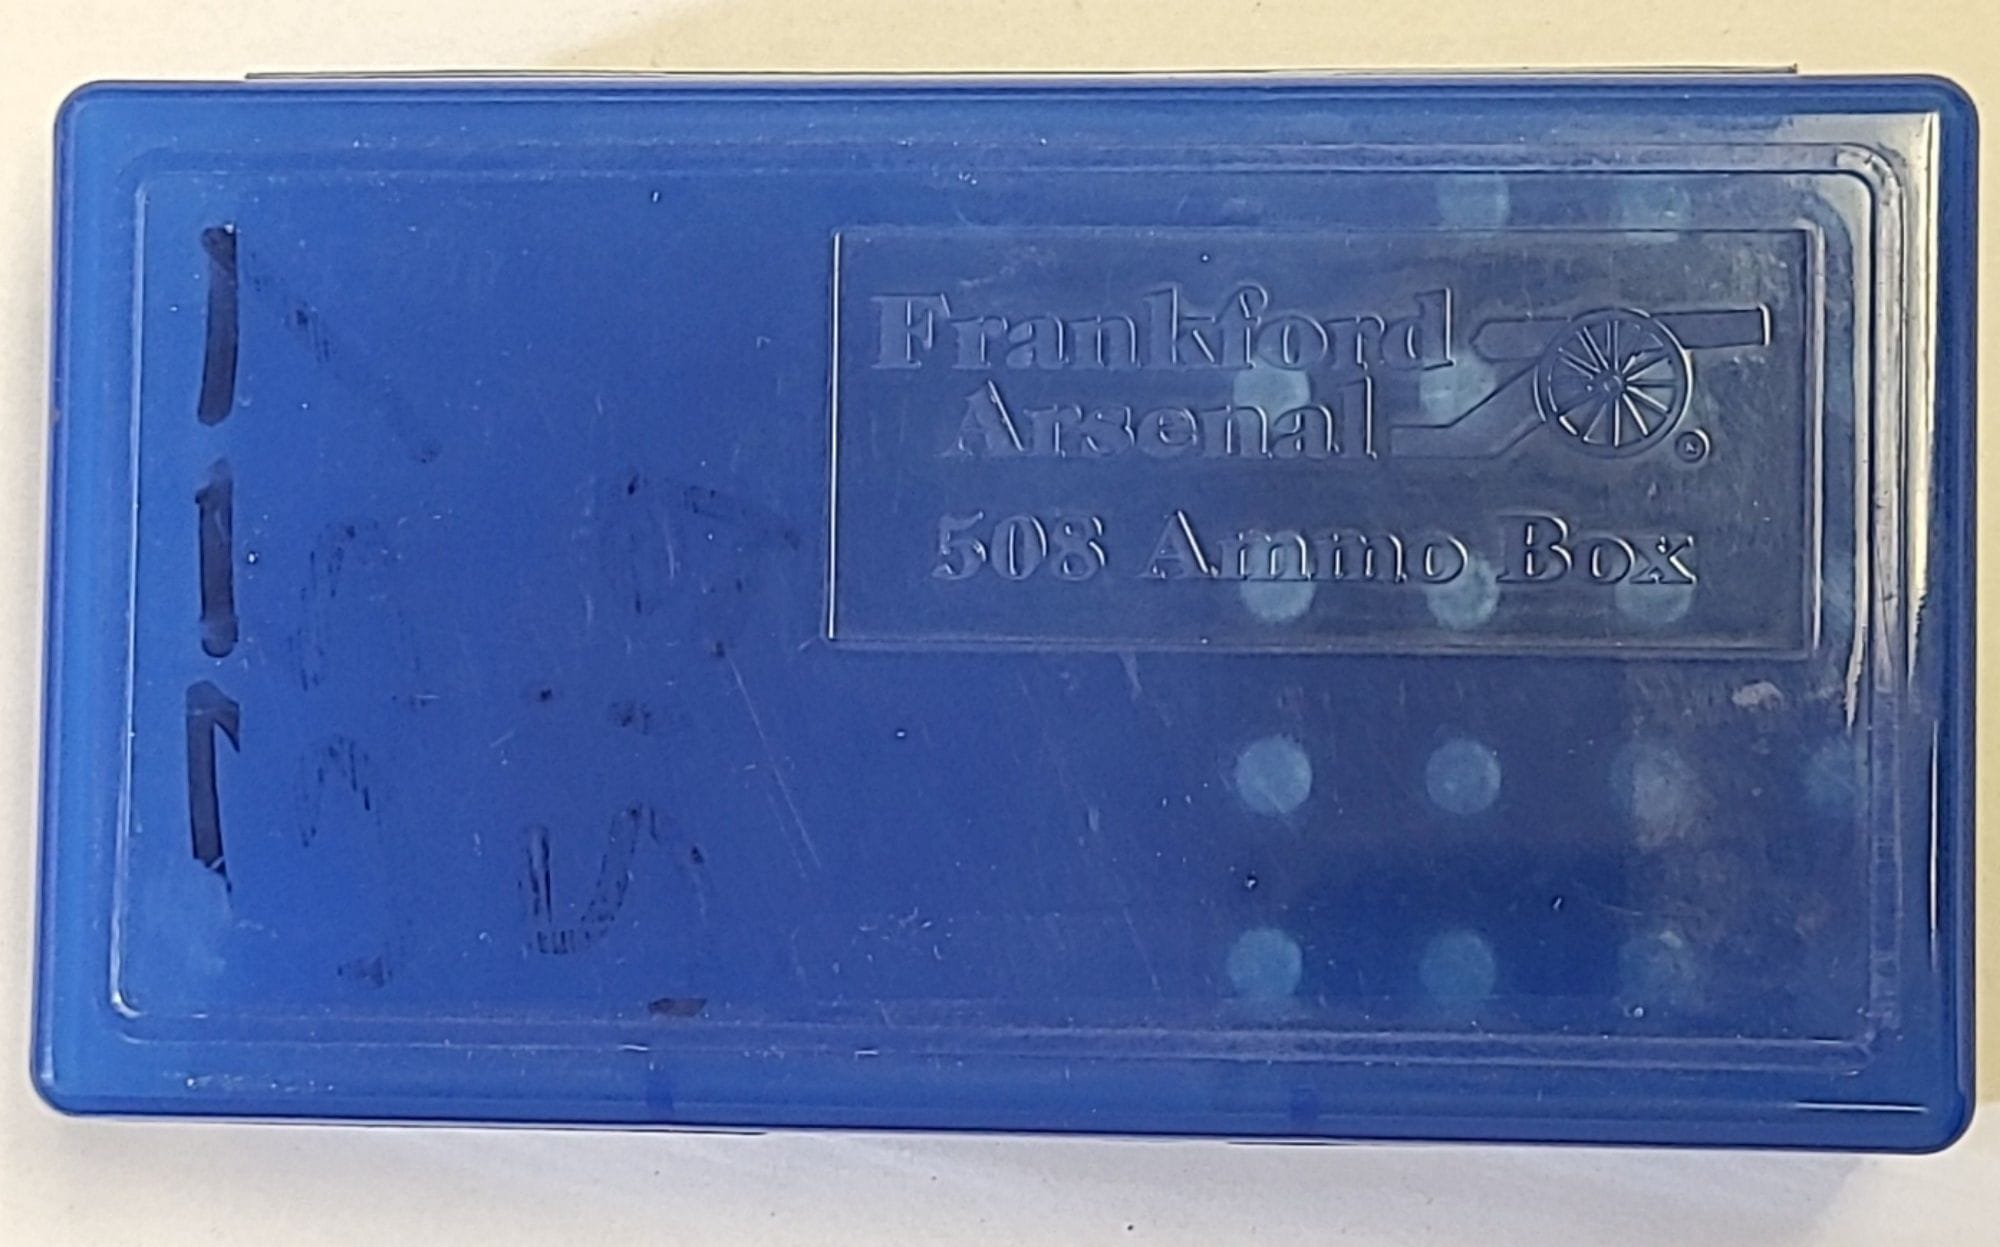 Frankford
Arsenal ®
508 Ammo Box